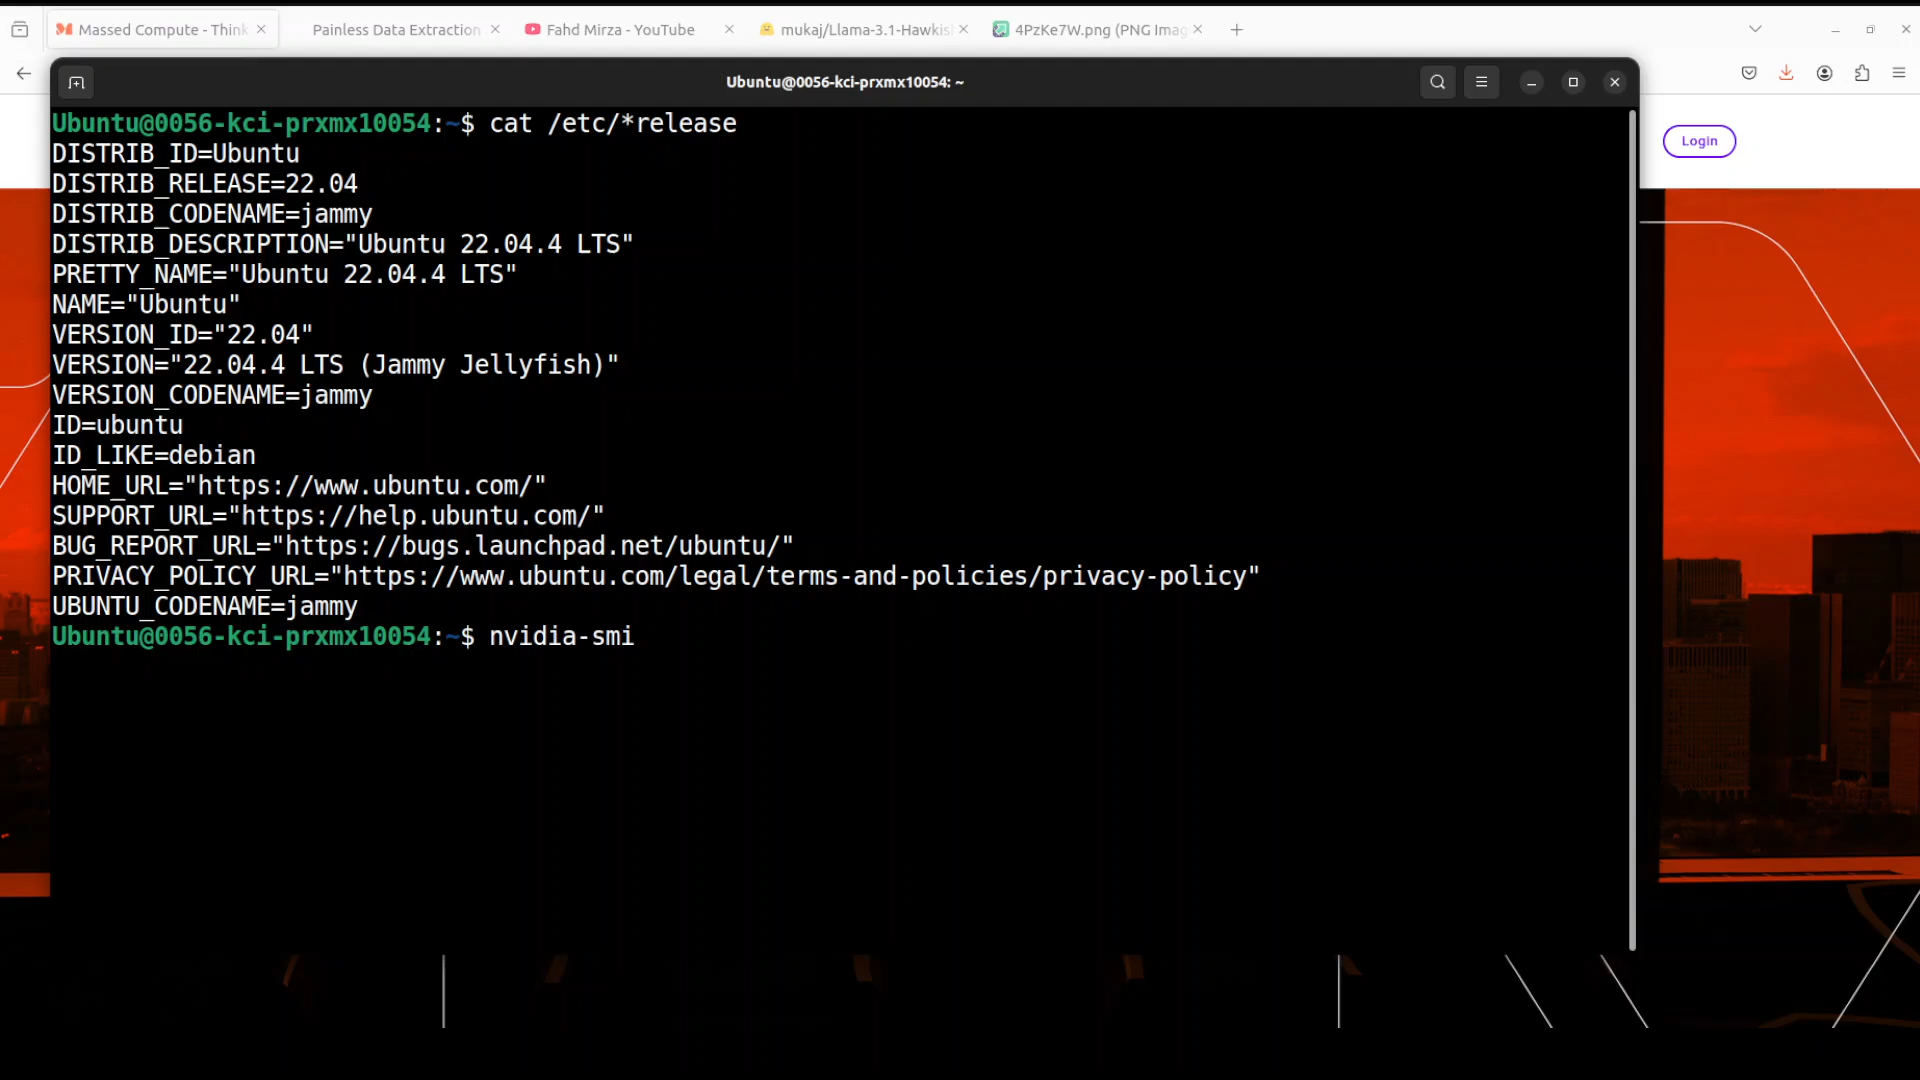 Massed Compute - Think
Painless Data Extraction
Fahd Mirza - YouTube
mukaj/Llama-3.1-Hawkis
4PzKe7W.png (PNG Imag
Ubuntu@0056-kci-prxmx10054: ~
Login
Ubuntu@0056-kci-prxmx10054:~$ cat /etc/*release
DISTRIB_ID=Ubuntu
DISTRIB_RELEASE=22.04
DISTRIB_CODENAME=jammy
DISTRIB_DESCRIPTION="Ubuntu 22.04.4 LTS"
PRETTY_NAME="Ubuntu 22.04.4 LTS"
NAME="Ubuntu"
VERSION_ID="22.04"
VERSION="22.04.4 LTS (Jammy Jellyfish)"
VERSION_CODENAME=jammy
ID=ubuntu
ID_LIKE=debian
HOME_URL="https://www.ubuntu.com/"
SUPPORT_URL="https://help.ubuntu.com/"
BUG_REPORT_URL="https://bugs.launchpad.net/ubuntu/"
PRIVACY_POLICY_URL="https://www.ubuntu.com/legal/terms-and-policies/privacy-policy"
UBUNTU_CODENAME=jammy
Ubuntu@0056-kci-prxmx10054:~$ nvidia-smi